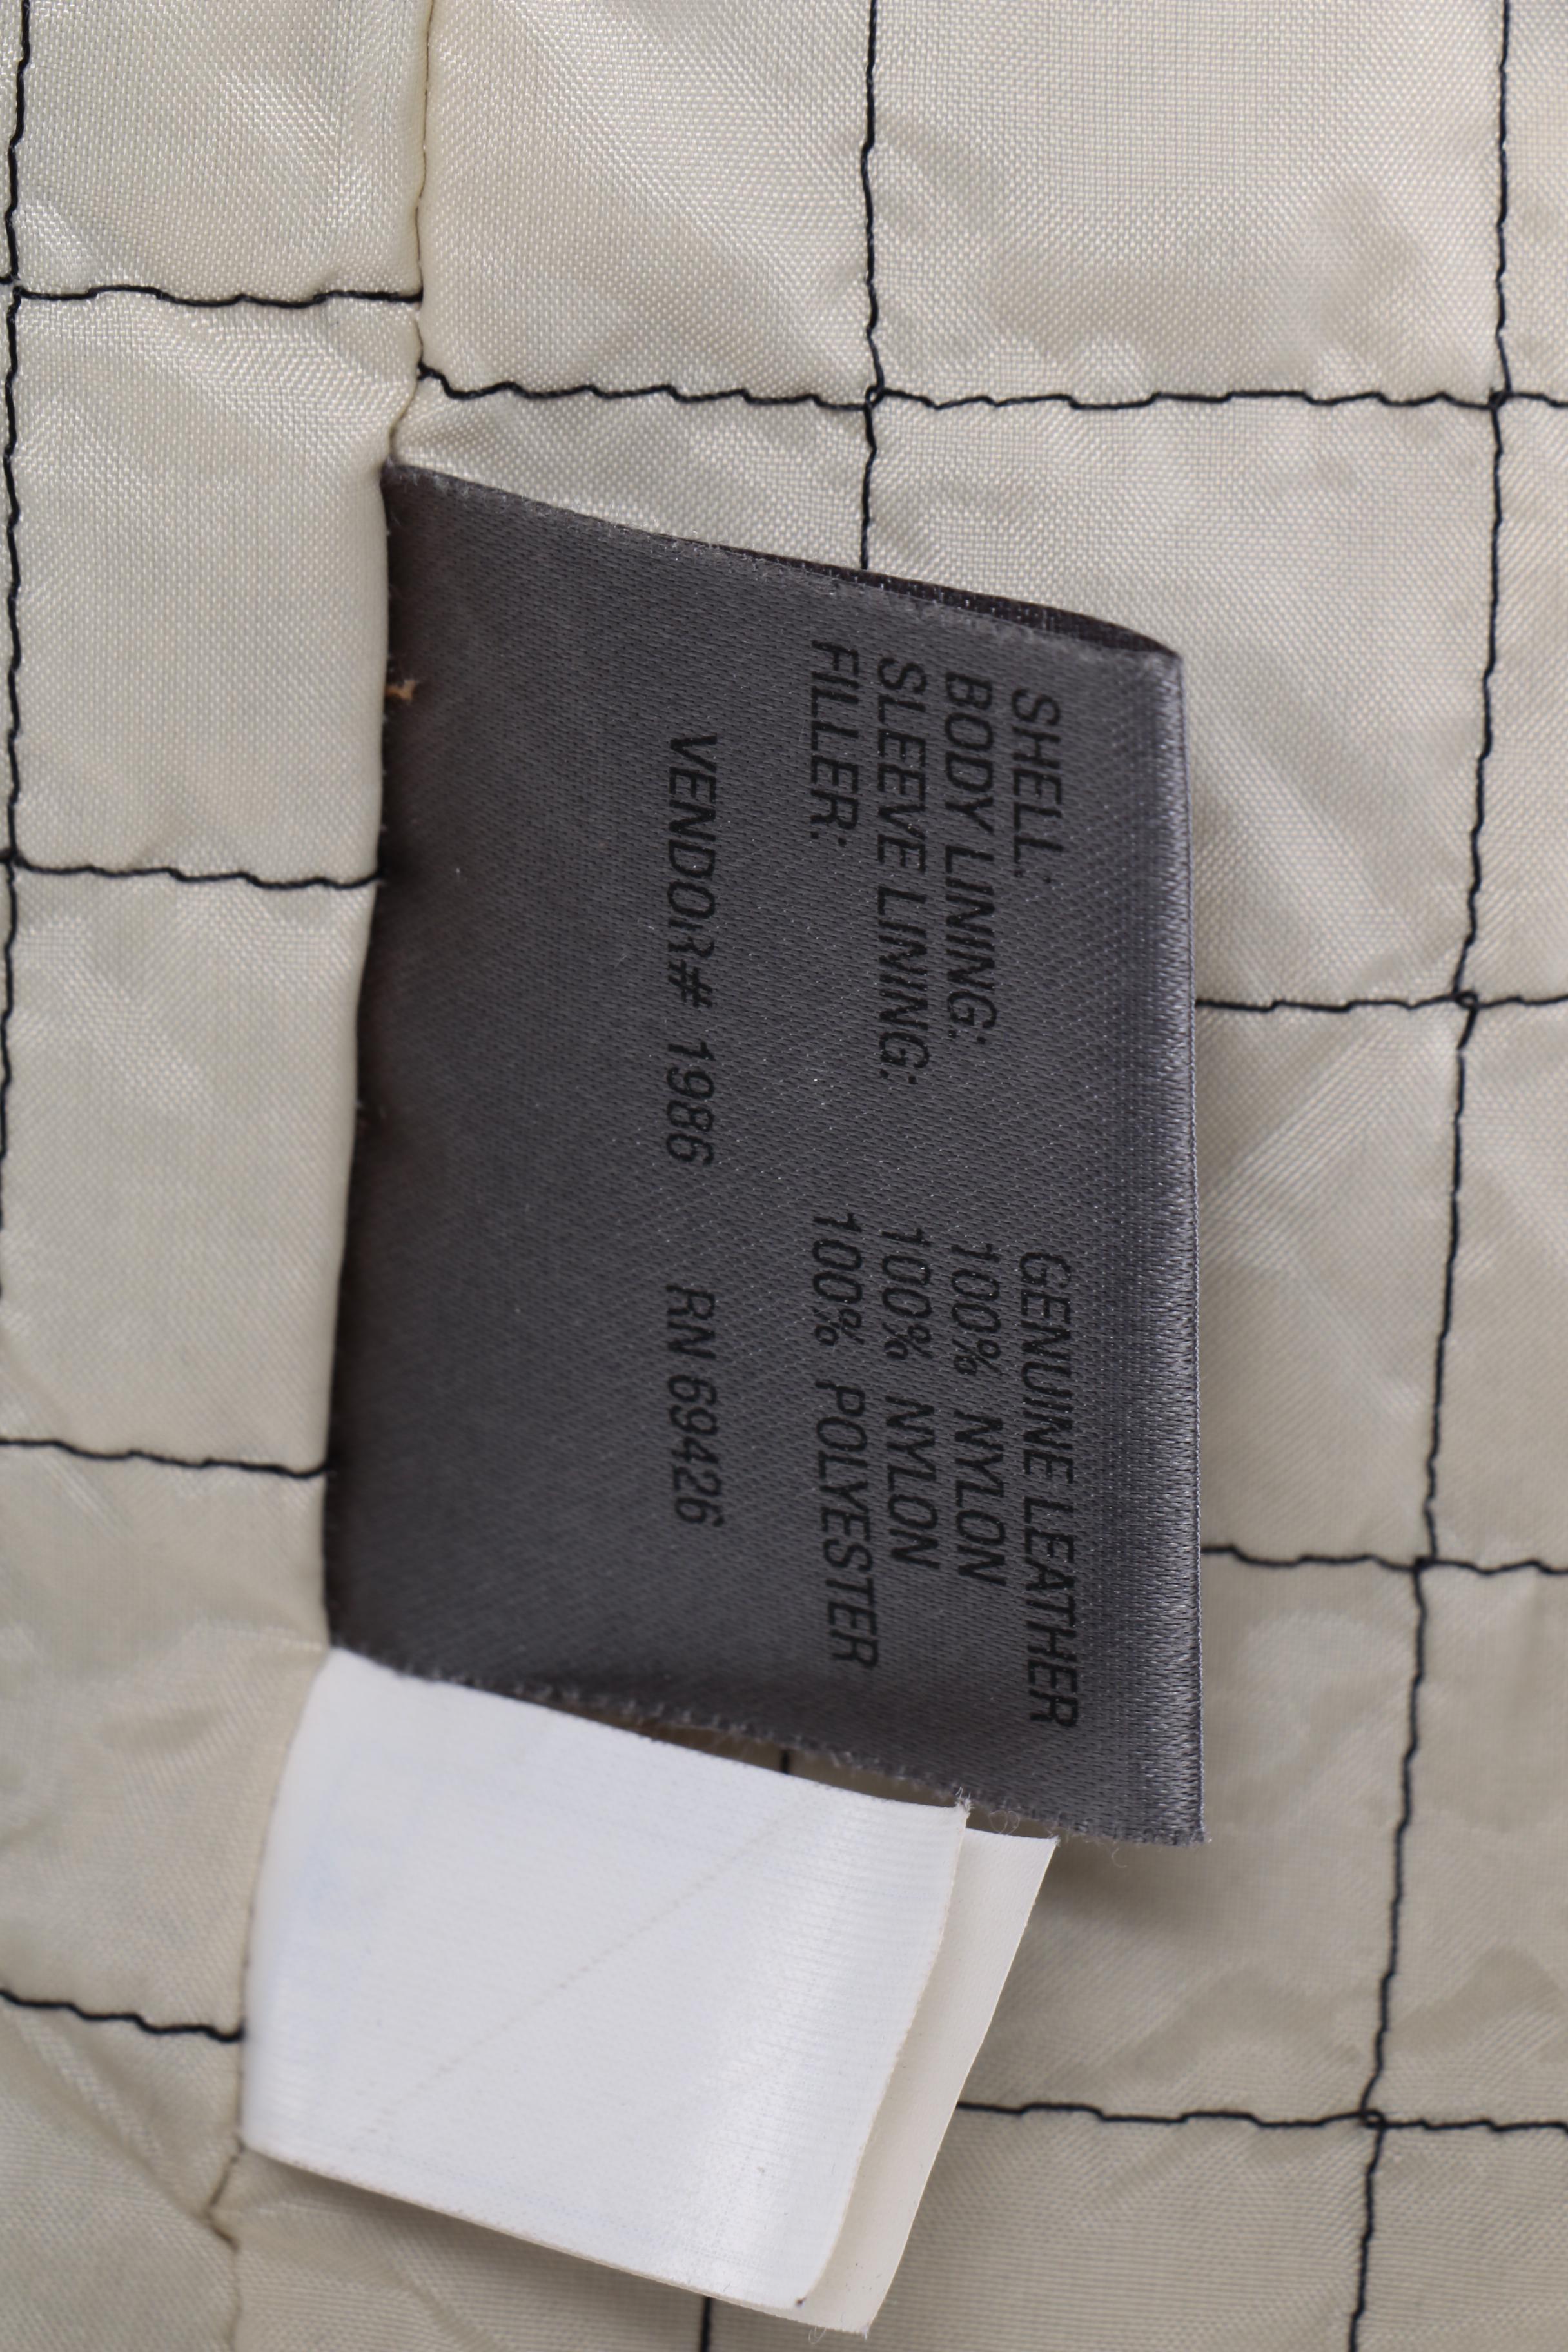 SHELL: GENUINE LEATHER
BODY LINING: 100% NYLON
SLEEVE LINING: 100% NYLON
FILLER: 100% POLYESTER
VENDOR# 1986 RN 69426